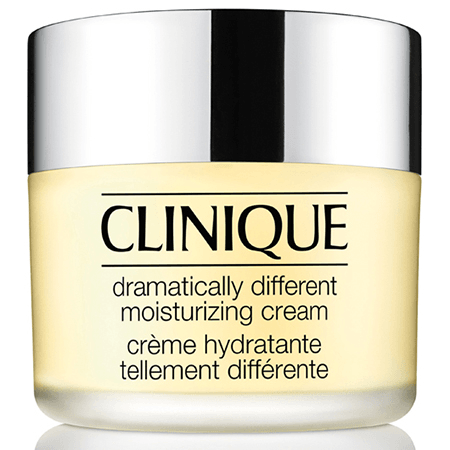 CLINIQUE
dramatically different
moisturizing cream
crème hydratante
tellement différente